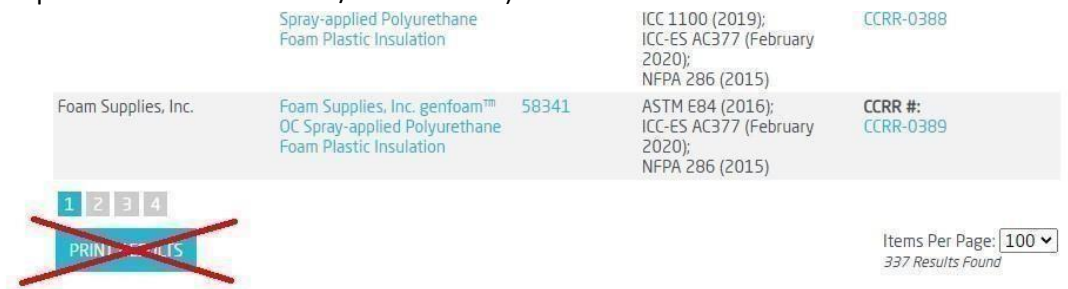 Spray-applied Polyurethane ICC 1100 (2019); CCRR-0388
Foam Plastic Insulation ICC-ES AC377 (February
2020);
NFPA 286 (2015)
Foam Supplies, Inc. Foam Supplies, Inc. genfoam™ 58341 ASTM E84 (2016); CCRR #:
OC Spray-applied Polyurethane ICC-ES AC377 (February CCRR-0389
Foam Plastic Insulation 2020);
NFPA 286 (2015)
1 2 3 4
PRINT RESULTS
Items Per Page: 100
337 Results Found